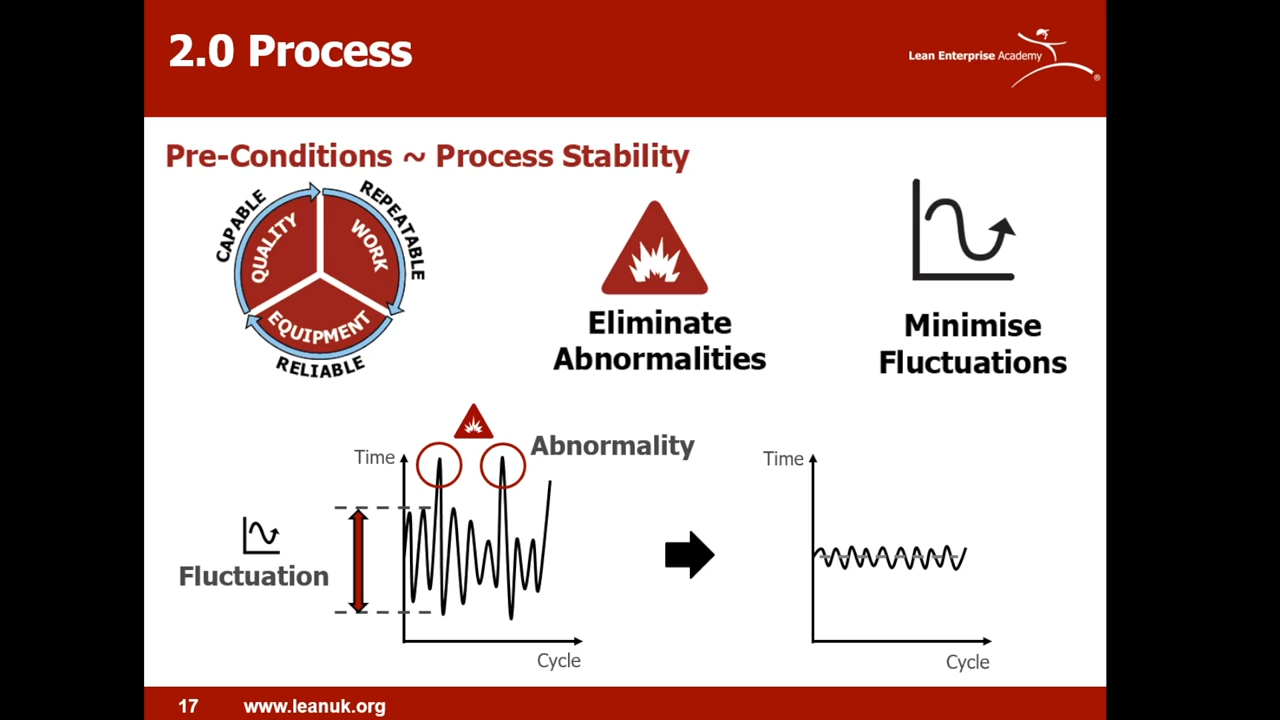 2.0 Process
Lean Enterprise Academy
®
Pre-Conditions ~ Process Stability
CAPABLE
REPEATABLE
QUALITY
WORK
EQUIPMENT
RELIABLE
Eliminate
Abnormalities
Minimise
Fluctuations
Abnormality
Time
Fluctuation
Cycle
Time
Cycle
17
www.leanuk.org